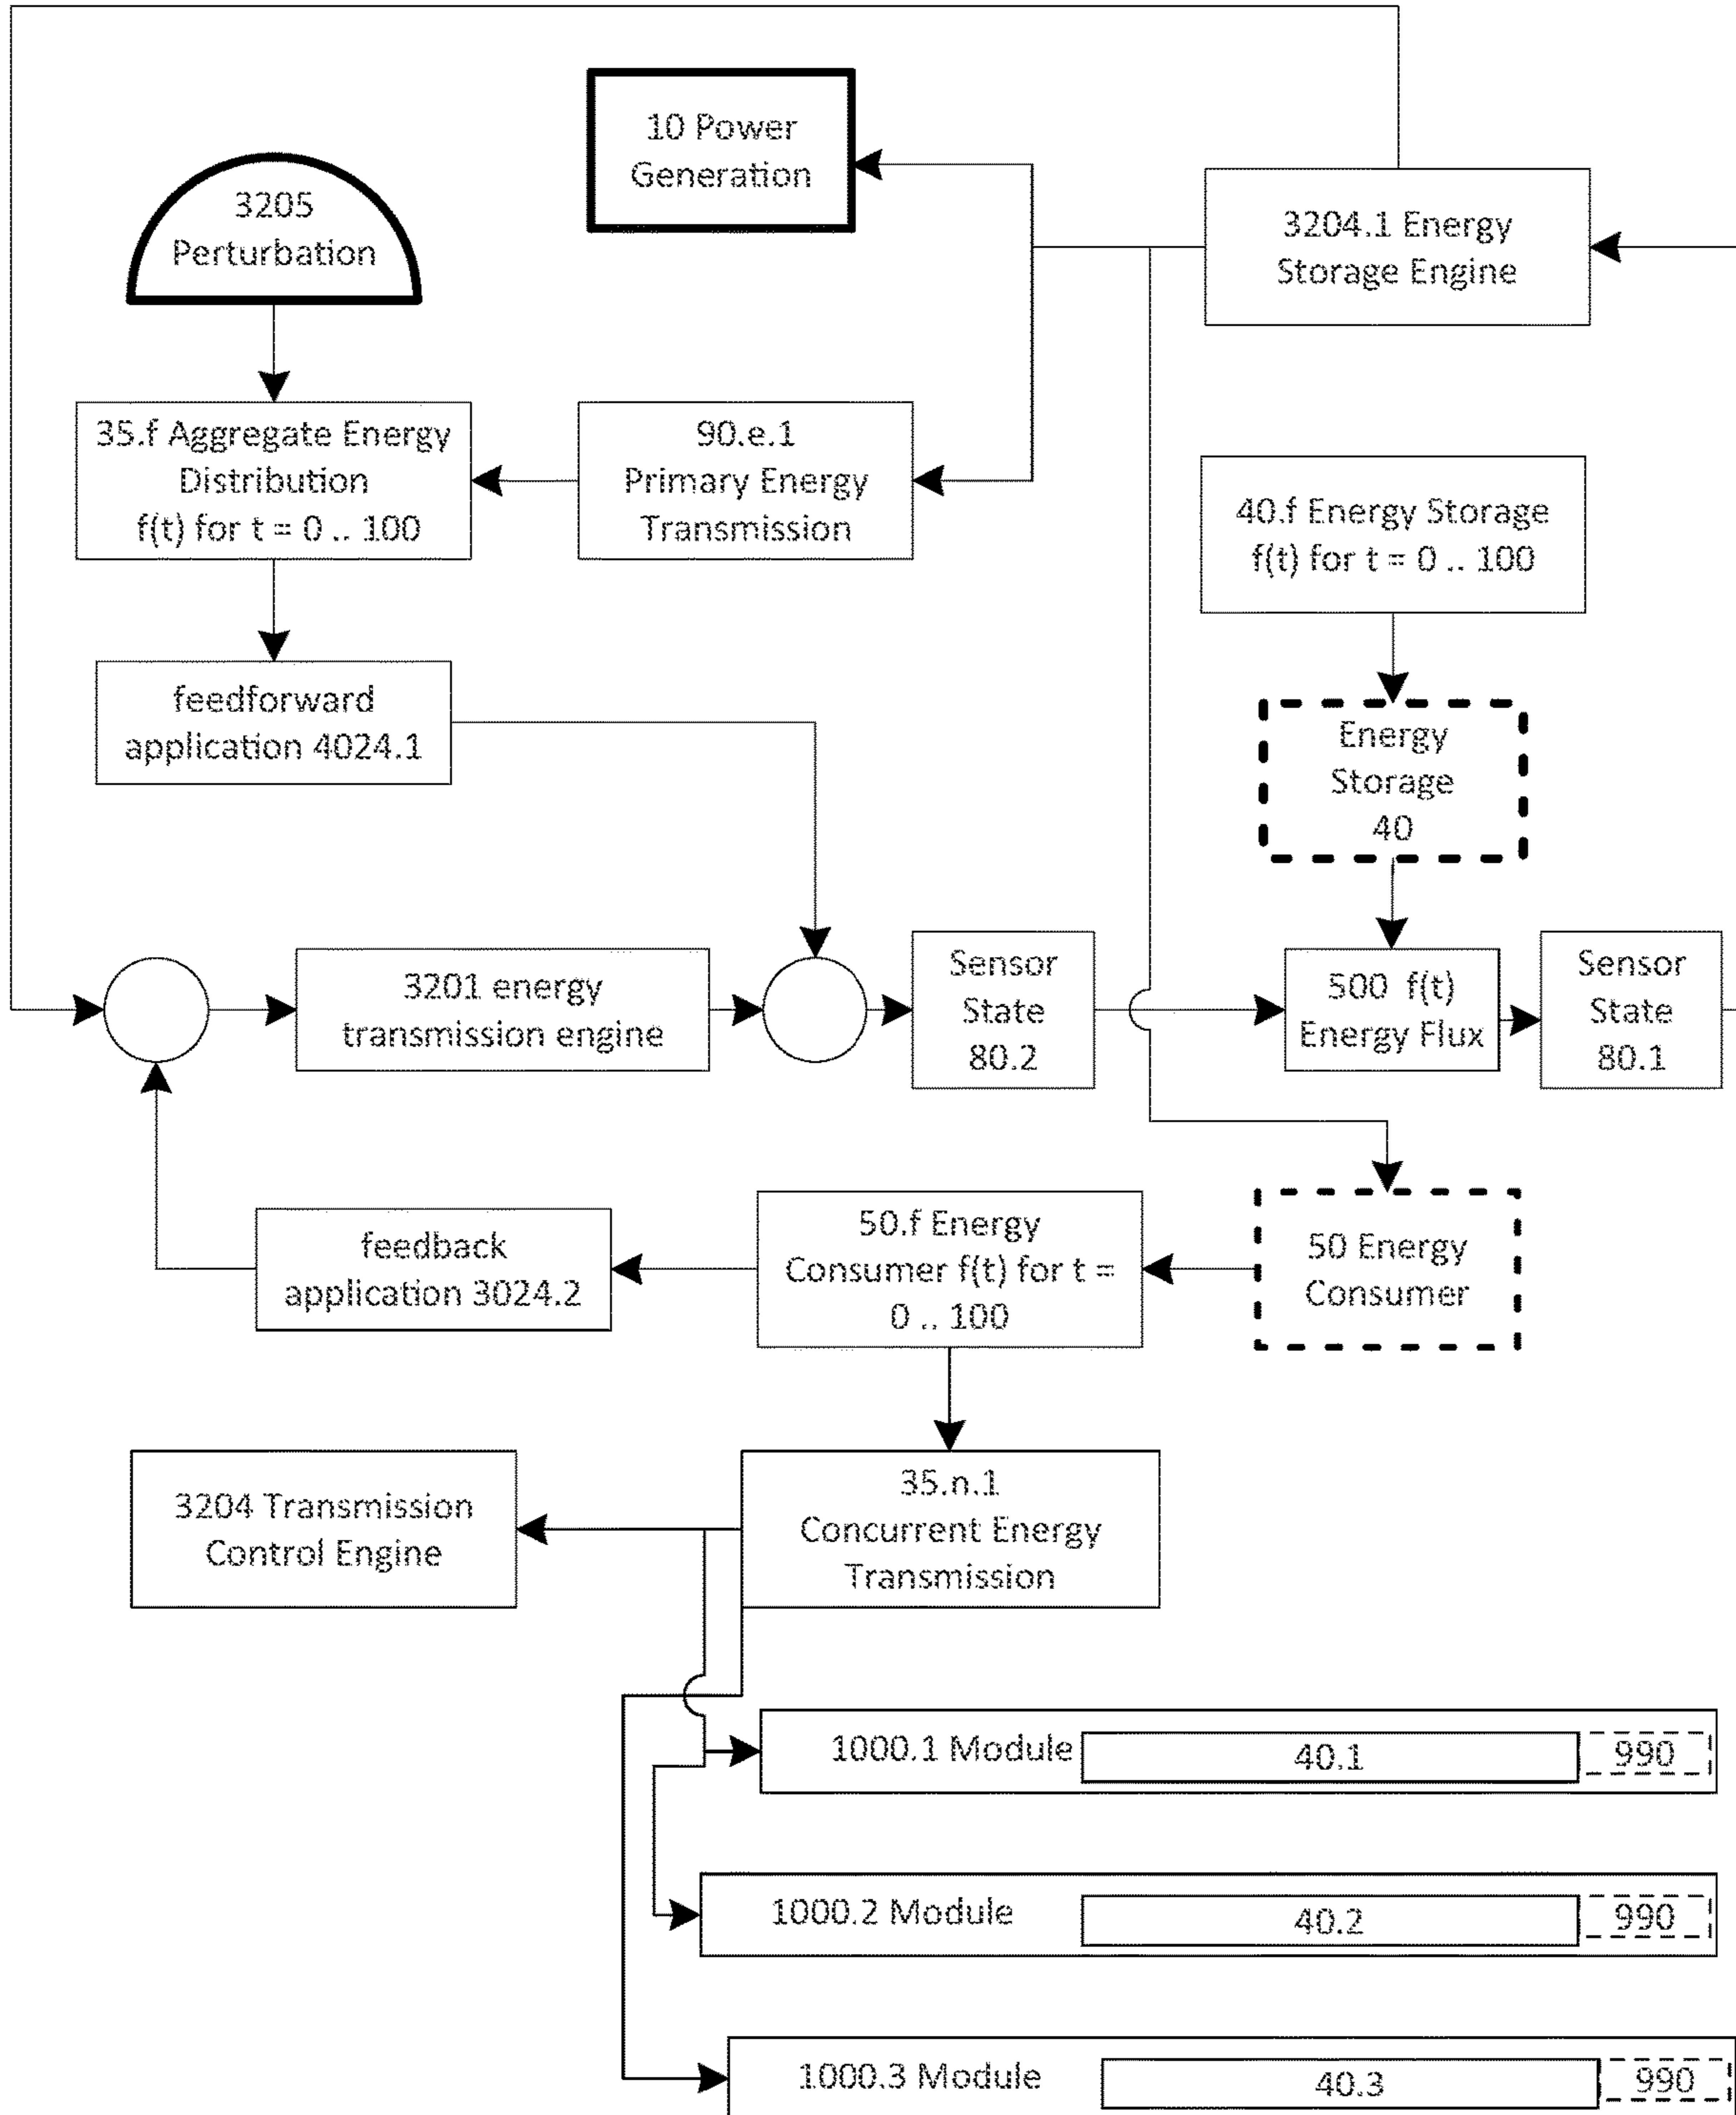 10 Power
Generation
3205
Perturbation
3204.1 Energy
Storage Engine
35.f Aggregate Energy
Distribution
f(t) for t = 0 .. 100
90.e.1
Primary Energy
Transmission
40.f Energy Storage
f(t) for t = 0 .. 100
feedforward
application 4024.1
Energy
Storage
40
3201 energy
transmission engine
Sensor
State
80.2
500 f(t)
Energy Flux
Sensor
State
80.1
feedback
application 3024.2
50.f Energy
Consumer f(t) for t =
0 .. 100
50 Energy
Consumer
3204 Transmission
Control Engine
35.n.1
Concurrent Energy
Transmission
1000.1 Module 40.1 990
1000.2 Module 40.2 990
1000.3 Module 40.3 990